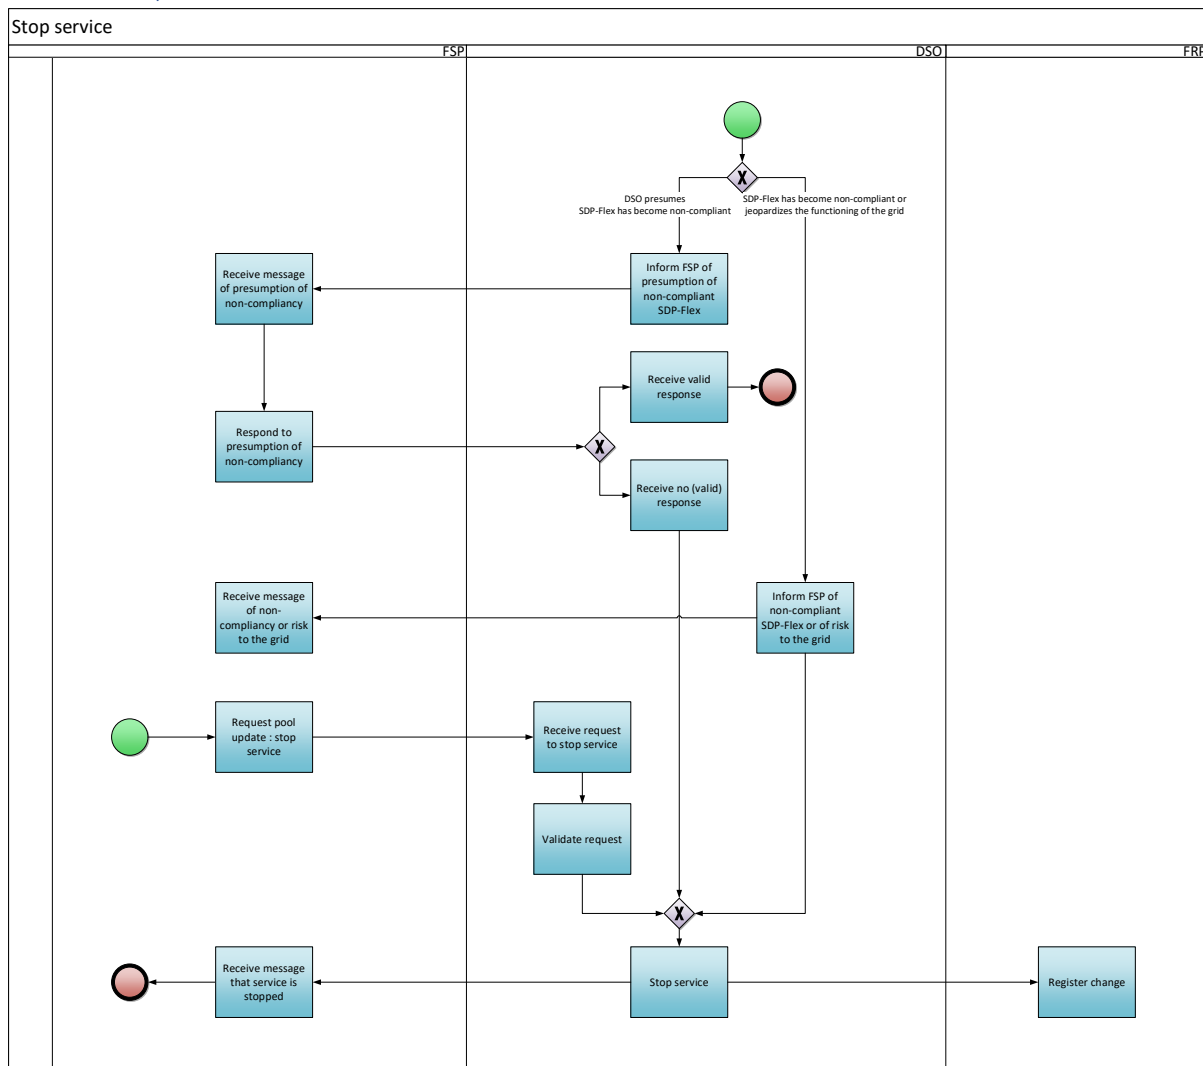 Stop service
FSP
DSO
FRP
X
DSO presumes
SDP-Flex has become non-compliant
SDP-Flex has become non-compliant or
jeopardizes the functioning of the grid
Receive message
of presumption of
non-compliancy
Inform FSP of
presumption of
non-compliant
SDP-Flex
Receive valid
response
Respond to
presumption of
non-compliancy
X
Receive no (valid)
response
Receive message
of non-
compliancy or risk
to the grid
Inform FSP of
non-compliant
SDP-Flex or of risk
to the grid
Request pool
update : stop
service
Receive request
to stop service
Validate request
X
Receive message
that service is
stopped
Stop service
Register change